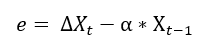 e = ΔX_t − α * X_{t−1}